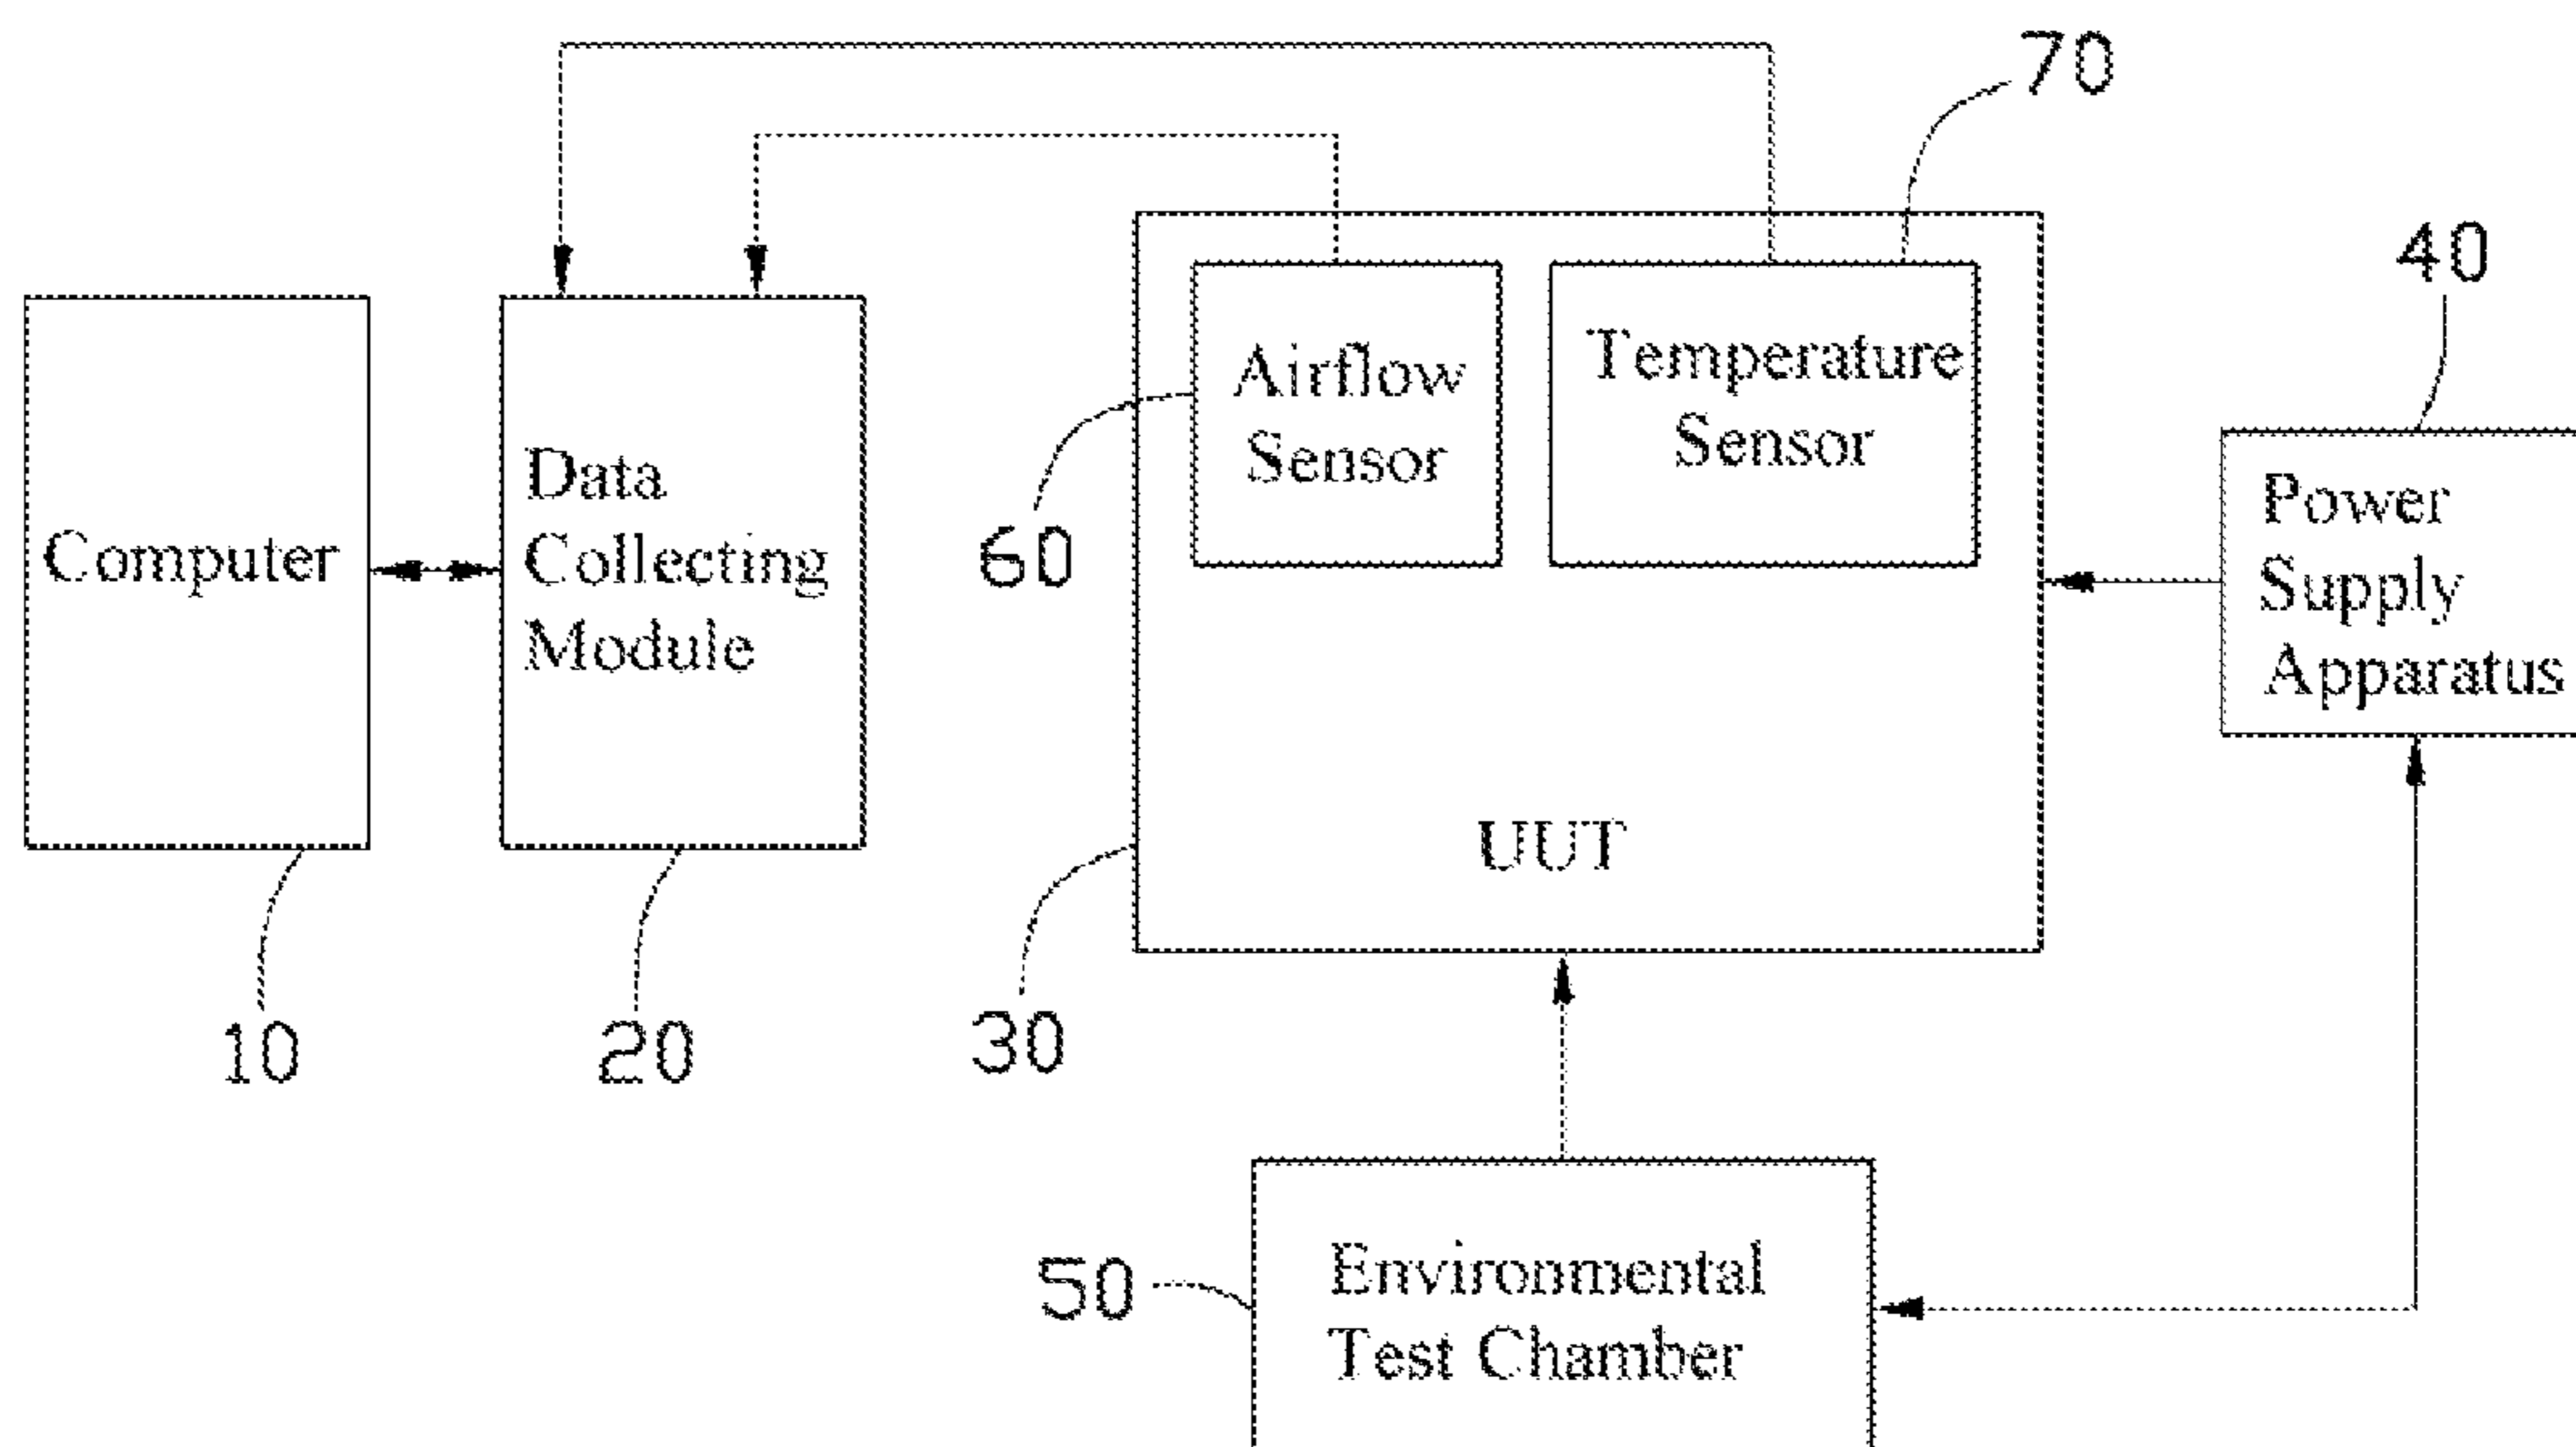 70
40
Computer
Data
Collecting
Module
Airflow
Sensor
Temperature
Sensor
Power
Supply
Apparatus
60
UUT
10
20
30
50
Environmental
Test Chamber